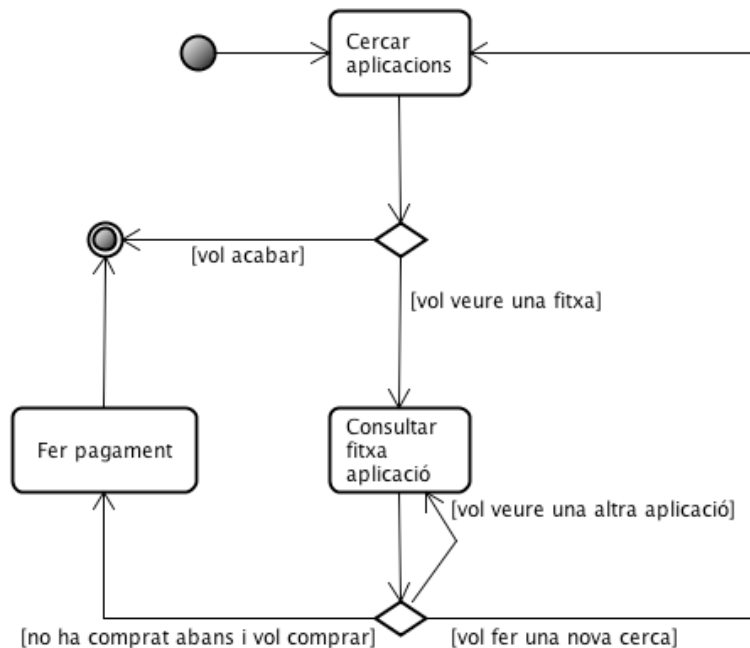 Cercar
aplicacions
[vol acabar]
[vol veure una fitxa]
Fer pagament
Consultar
fitxa
aplicació
[vol veure una altra aplicació]
[no ha comprat abans i vol comprar]
[vol fer una nova cerca]